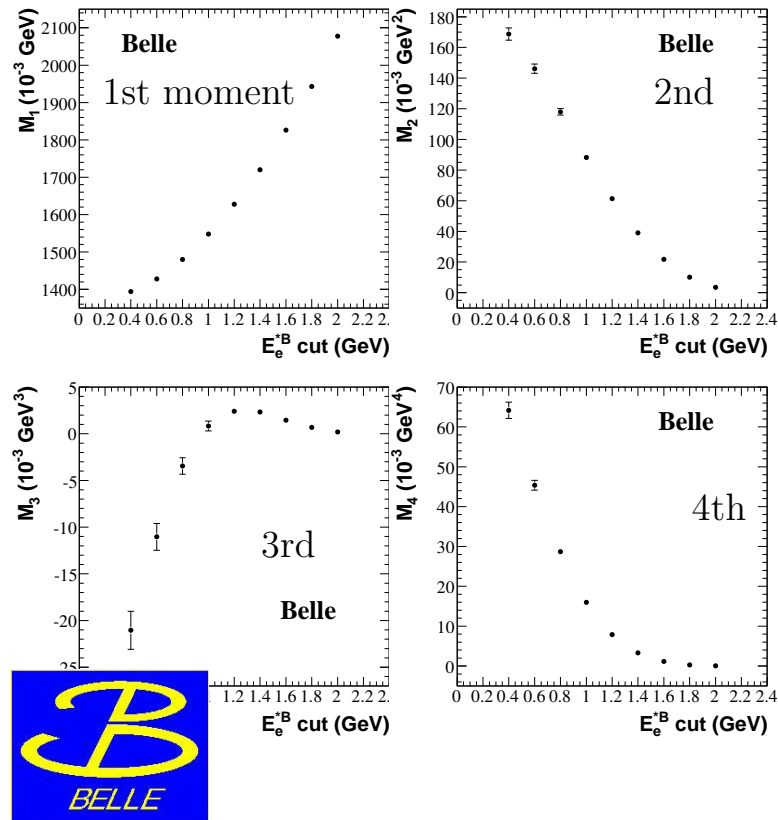 Belle
1st moment
M₁ (10⁻³ GeV)
2100
2000
1900
1800
1700
1600
1500
1400
0 0.2 0.4 0.6 0.8 1 1.2 1.4 1.6 1.8 2 2.2
E*Bₑ cut (GeV)
Belle
2nd
M₂ (10⁻³ GeV²)
180
160
140
120
100
80
60
40
20
0
0 0.2 0.4 0.6 0.8 1 1.2 1.4 1.6 1.8 2 2.2 2.4
E*Bₑ cut (GeV)
3rd
Belle
M₃ (10⁻³ GeV³)
5
0
-5
-10
-15
-20
25
1 1.2 1.4 1.6 1.8 2 2.2
E*Bₑ cut (GeV)
Belle
4th
M₄ (10⁻³ GeV⁴)
70
60
50
40
30
20
10
0
0 0.2 0.4 0.6 0.8 1 1.2 1.4 1.6 1.8 2 2.2 2.4
E*Bₑ cut (GeV)
B
BELLE